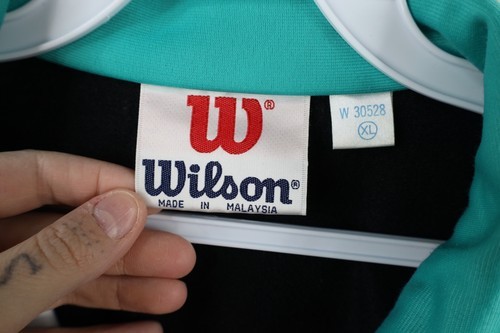 W®
Wilson®
MADE IN MALAYSIA
W 30528
XL